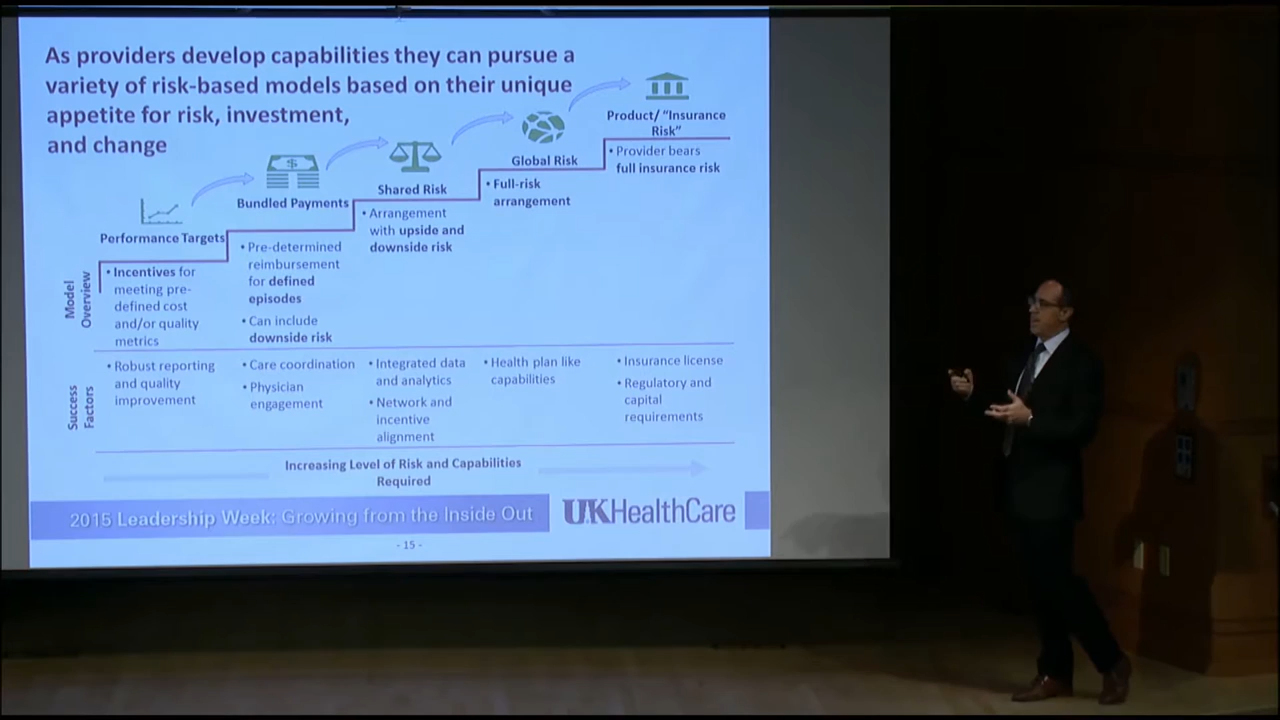 As providers develop capabilities they can pursue a
variety of risk-based models based on their unique
appetite for risk, investment,
and change
Product/ “Insurance
Risk”
Global Risk
Shared Risk
Bundled Payments
Performance Targets
Model
Overview
• Incentives for
meeting pre-
defined cost
and/or quality
metrics
• Pre-determined
reimbursement
for defined
episodes
• Can include
downside risk
• Arrangement
with upside and
downside risk
• Full-risk
arrangement
• Provider bears
full insurance risk
Success
Factors
• Robust reporting
and quality
improvement
• Care coordination
• Physician
engagement
• Integrated data
and analytics
• Network and
incentive
alignment
• Health plan like
capabilities
• Insurance license
• Regulatory and
capital
requirements
Increasing Level of Risk and Capabilities
Required
2015 Leadership Week: Growing from the Inside Out
UKHealthCare
- 15 -